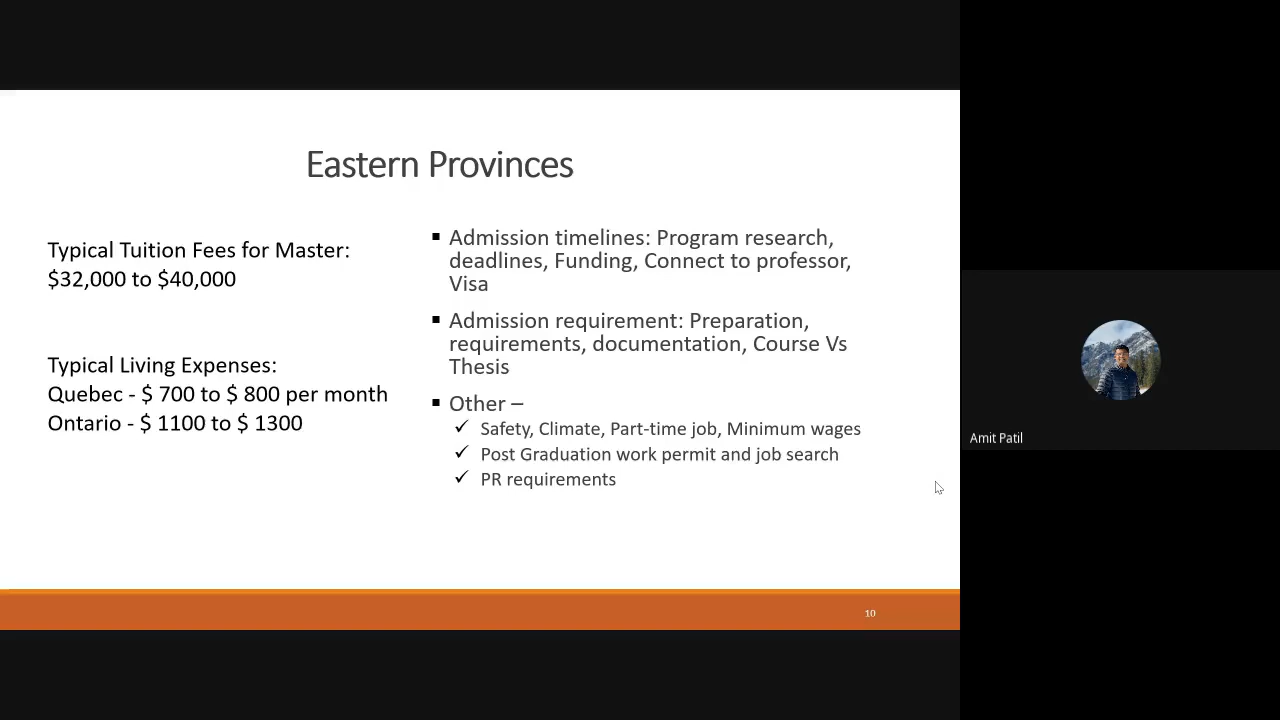 Eastern Provinces
Typical Tuition Fees for Master:
$32,000 to $40,000
Typical Living Expenses:
Quebec - $ 700 to $ 800 per month
Ontario - $ 1100 to $ 1300
▪ Admission timelines: Program research,
deadlines, Funding, Connect to professor,
Visa
▪ Admission requirement: Preparation,
requirements, documentation, Course Vs
Thesis
▪ Other –
✓ Safety, Climate, Part-time job, Minimum wages
✓ Post Graduation work permit and job search
✓ PR requirements
10
Amit Patil